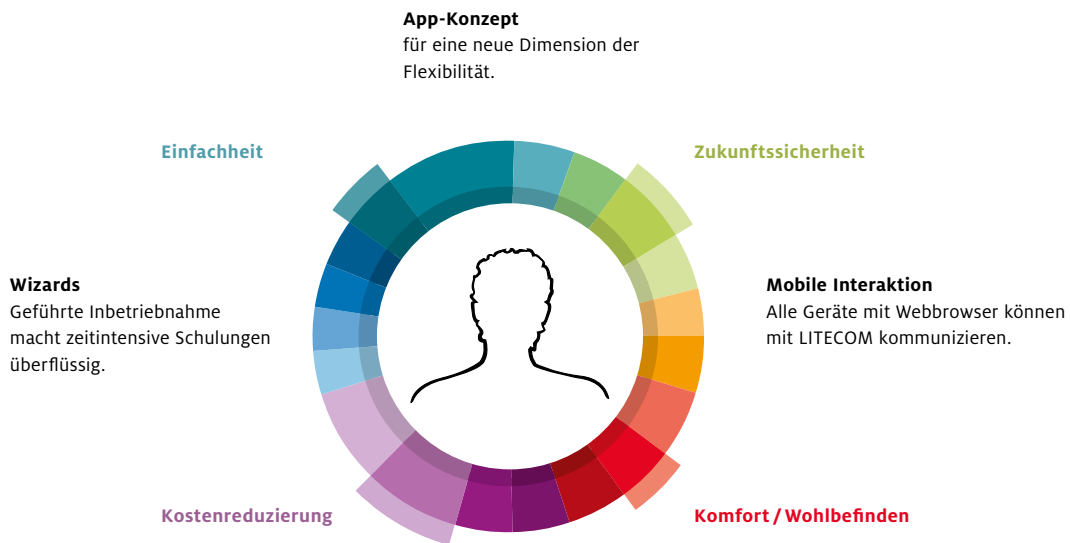 App-Konzept
für eine neue Dimension der
Flexibilität.
Einfachheit
Zukunftssicherheit
Wizards
Geführte Inbetriebnahme
macht zeitintensive Schulungen
überflüssig.
Mobile Interaktion
Alle Geräte mit Webbrowser können
mit LITECOM kommunizieren.
Kostenreduzierung
Komfort / Wohlbefinden